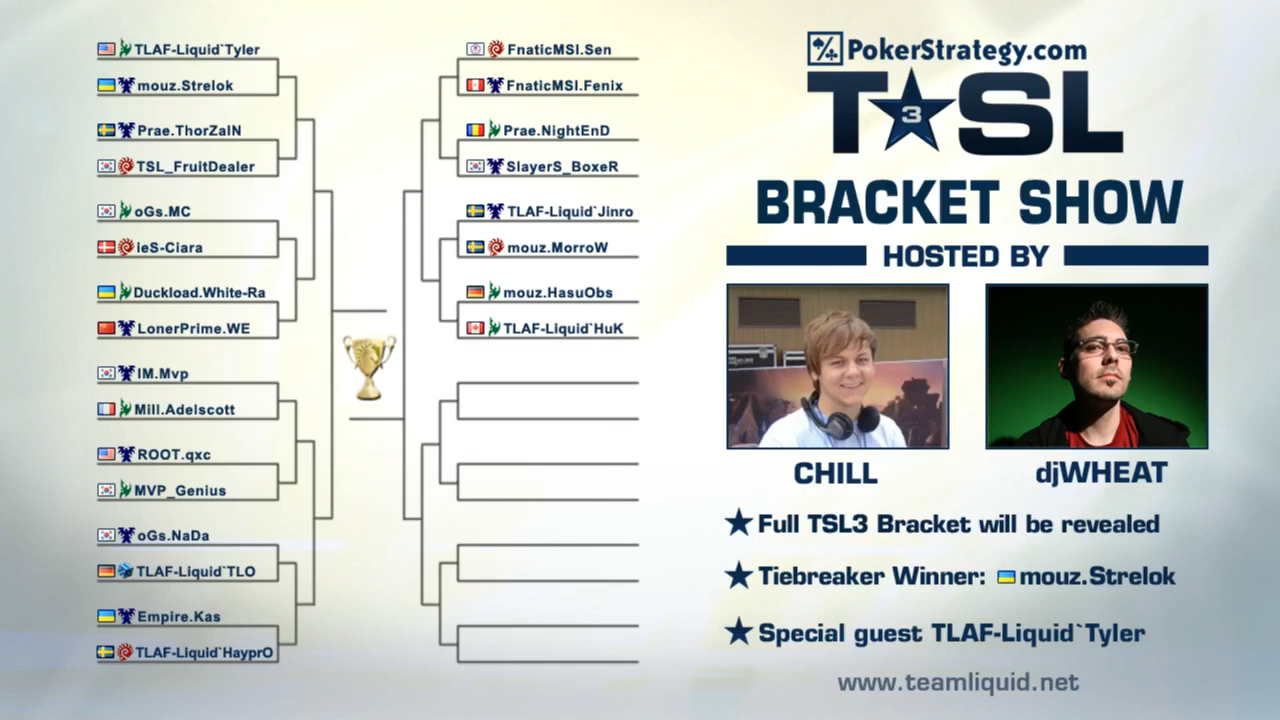 TLAF-Liquid`Tyler
mouz.Strelok
Prae.ThorZaIN
TSL_FruitDealer
oGs.MC
ieS-Ciara
Duckload.White-Ra
LonerPrime.WE
IM.Mvp
Mill.Adelscott
ROOT.qxc
MVP_Genius
oGs.NaDa
TLAF-Liquid`TLO
Empire.Kas
TLAF-Liquid`HayprO
FnaticMSI.Sen
FnaticMSI.Fenix
Prae.NightEnD
SlayerS_BoxeR
TLAF-Liquid`Jinro
mouz.MorroW
mouz.HasuObs
TLAF-Liquid`HuK
PokerStrategy.com
T3SL
BRACKET SHOW
HOSTED BY
CHILL
djWHEAT
Full TSL3 Bracket will be revealed
Tiebreaker Winner: mouz.Strelok
Special guest TLAF-Liquid`Tyler
www.teamliquid.net